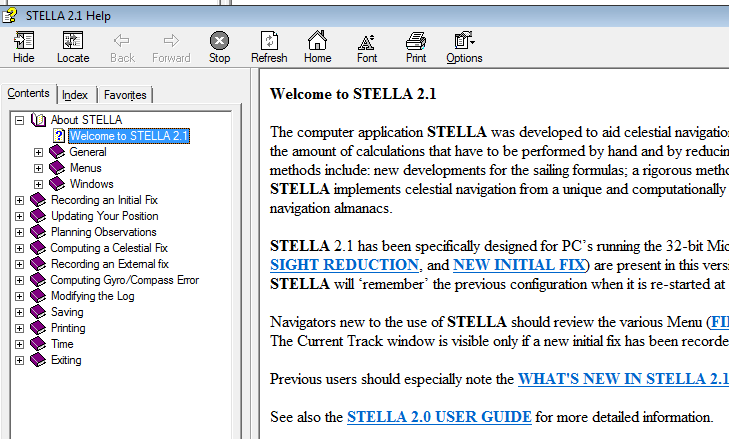 STELLA 2.1 Help
Hide Locate Back Forward Stop Refresh Home Font Print Options
Contents Index Favorites
About STELLA
Welcome to STELLA 2.1
General
Menus
Windows
Recording an Initial Fix
Updating Your Position
Planning Observations
Computing a Celestial Fix
Recording an External fix
Computing Gyro/Compass Error
Modifying the Log
Saving
Printing
Time
Exiting
Welcome to STELLA 2.1
The computer application STELLA was developed to aid celestial
the amount of calculations that have to be performed by hand and by
methods include: new developments for the sailing formulas; a rigorous
STELLA implements celestial navigation from a unique and computationally
navigation almanacs.
STELLA 2.1 has been specifically designed for PC's running the 32-bit
SIGHT REDUCTION, and NEW INITIAL FIX) are present in this
STELLA will ‘remember’ the previous configuration when it is re-started at
Navigators new to the use of STELLA should review the various Menu (
The Current Track window is visible only if a new initial fix has been
Previous users should especially note the WHAT'S NEW IN STELLA 2.1
See also the STELLA 2.0 USER GUIDE for more detailed information.